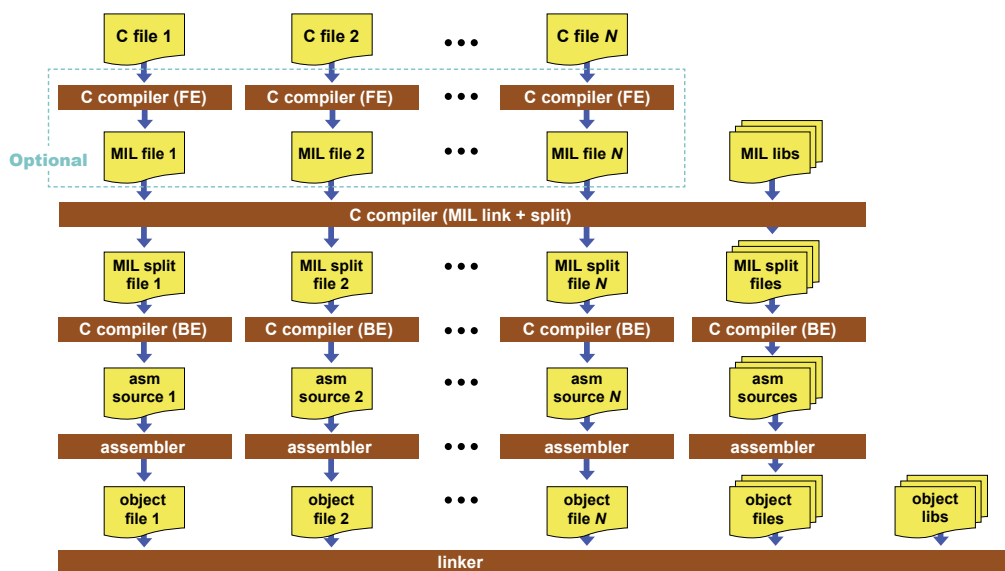 C file 1
C file 2
•••
C file N
C compiler (FE)
C compiler (FE)
•••
C compiler (FE)
Optional
MIL file 1
MIL file 2
•••
MIL file N
MIL libs
C compiler (MIL link + split)
MIL split
file 1
MIL split
file 2
•••
MIL split
file N
MIL split
files
C compiler (BE)
C compiler (BE)
•••
C compiler (BE)
C compiler (BE)
asm
source 1
asm
source 2
•••
asm
source N
asm
sources
assembler
assembler
•••
assembler
assembler
object
file 1
object
file 2
•••
object
file N
object
files
object
libs
linker